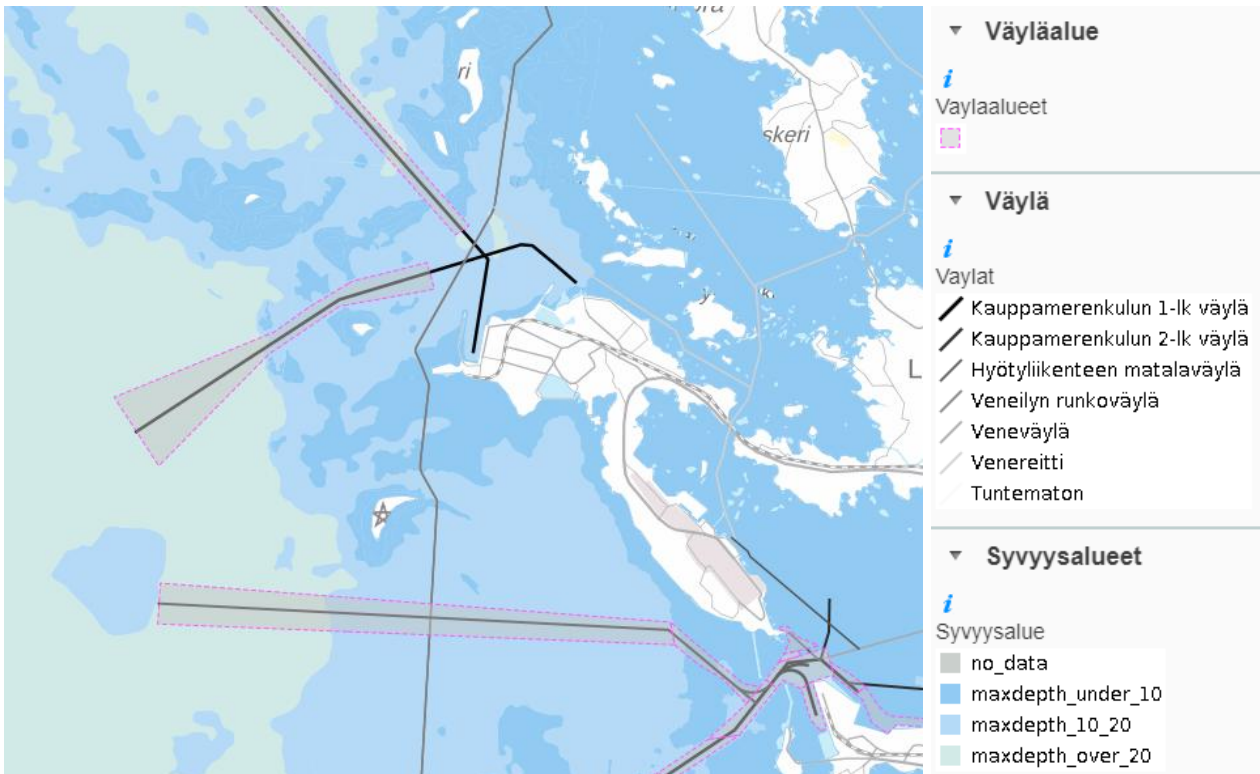 ri
skeri
L
Väyläalue
i
Vaylaalueet
Väylä
i
Vaylat
Kauppamerenkulun 1-lk väylä
Kauppamerenkulun 2-lk väylä
Hyötyliikenteen matalaväylä
Veneilyn runkoväylä
Veneväylä
Venereitti
Tuntematon
Syvyysalueet
i
Syvyysalue
no_data
maxdepth_under_10
maxdepth_10_20
maxdepth_over_20